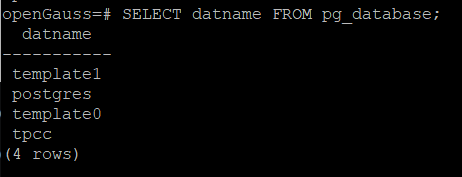 openGauss=# SELECT datname FROM pg_database;
datname
-----------
template1
postgres
template0
tpcc
(4 rows)